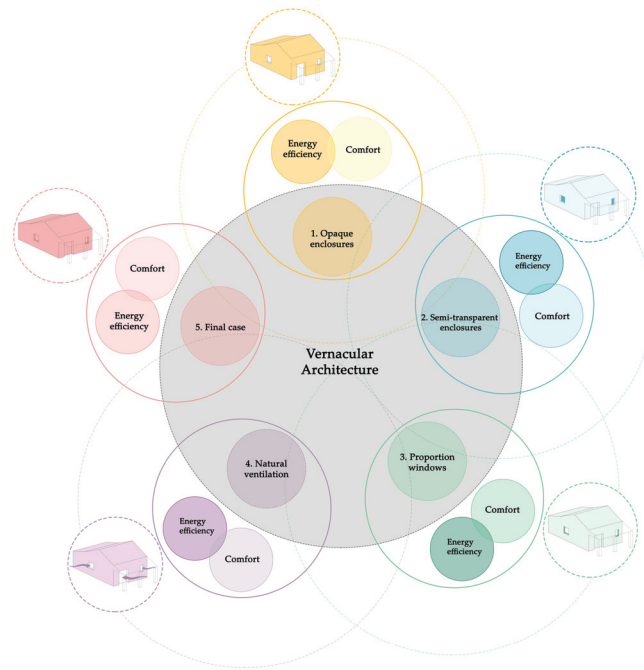 Energy
efficiency
Comfort
1. Opaque
enclosures
Comfort
Energy
efficiency
5. Final case
Energy
efficiency
Comfort
2. Semi-transparent
enclosures
Vernacular
Architecture
4. Natural
ventilation
Energy
efficiency
Comfort
3. Proportion
windows
Comfort
Energy
efficiency